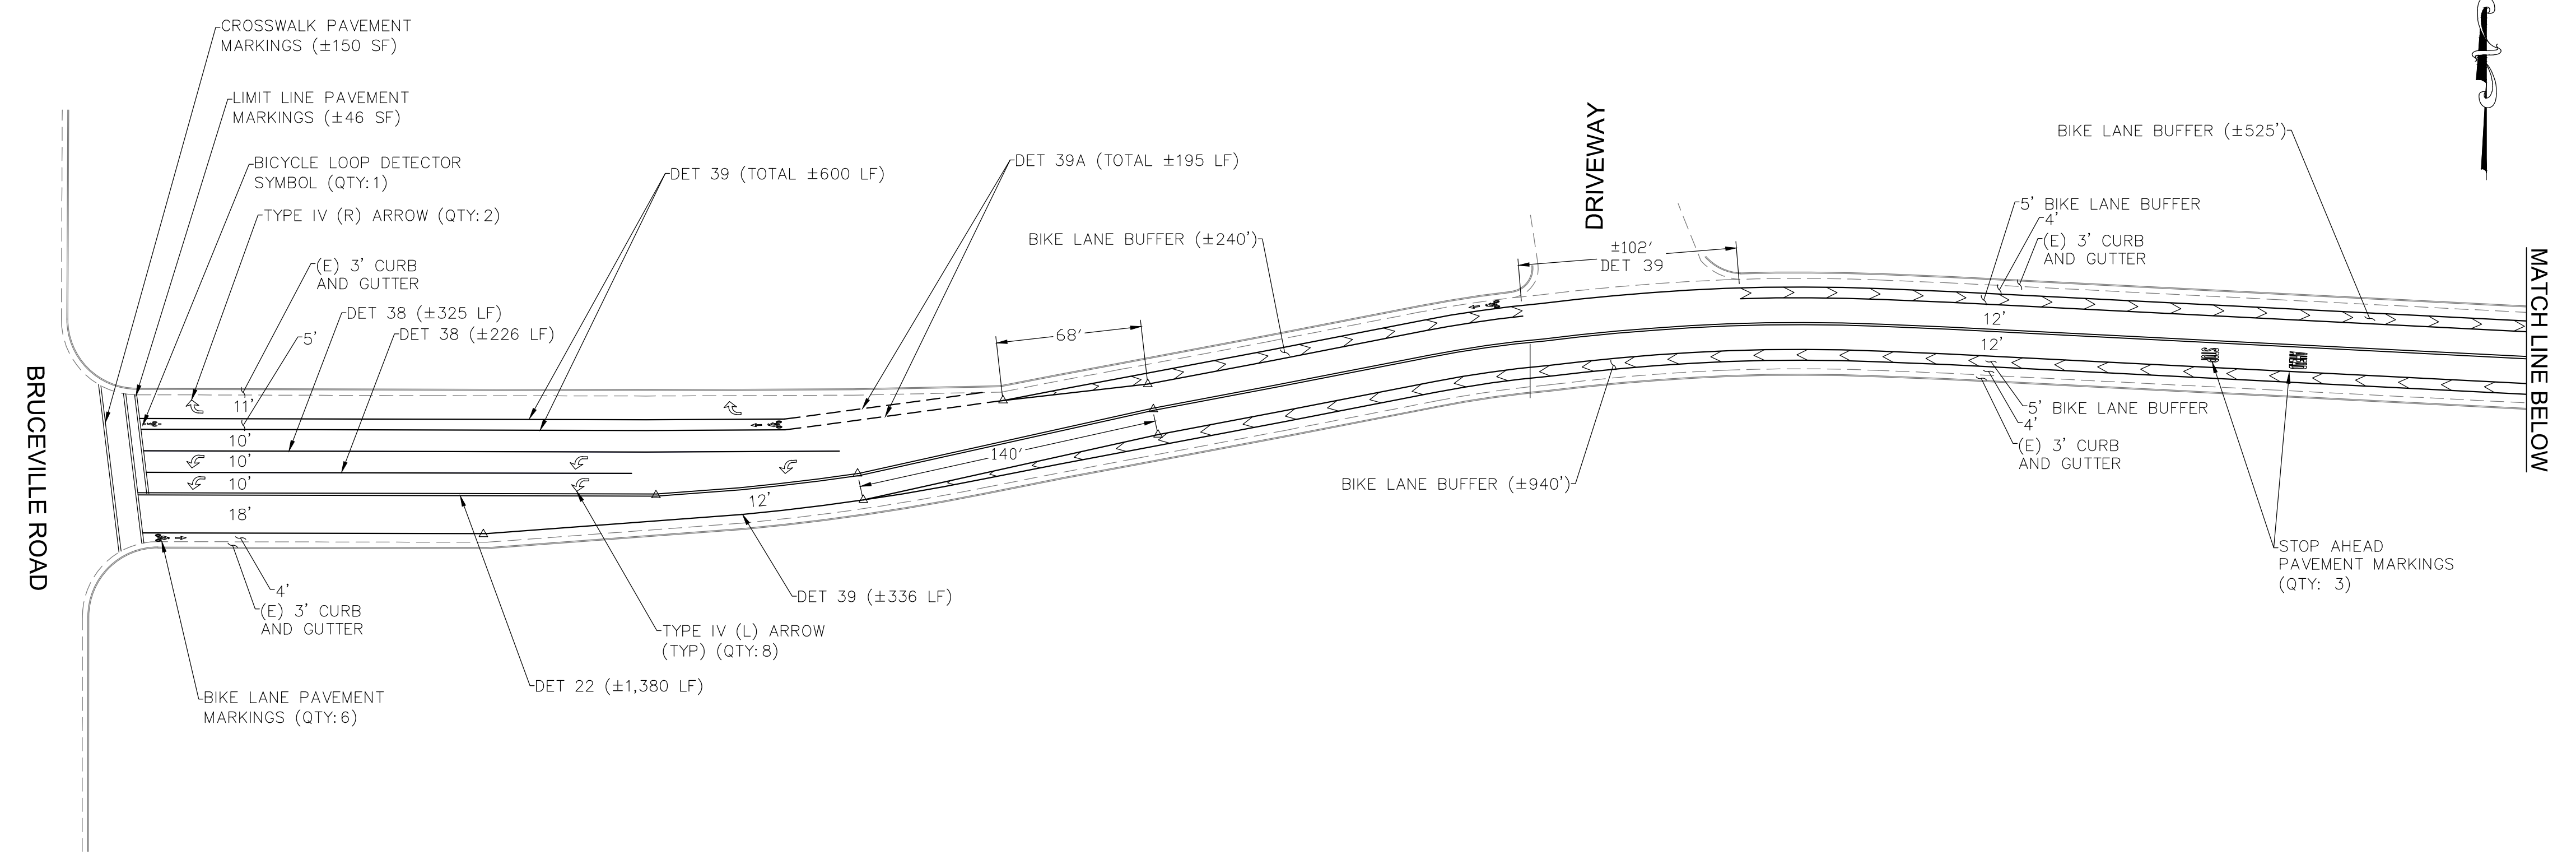 CROSSWALK PAVEMENT
MARKINGS (±150 SF)
LIMIT LINE PAVEMENT
MARKINGS (±46 SF)
BICYCLE LOOP DETECTOR
SYMBOL (QTY:1)
TYPE IV (R) ARROW (QTY:2)
(E) 3' CURB
AND GUTTER
DET 38 (±325 LF)
5'
DET 38 (±226 LF)
DET 39 (TOTAL ±600 LF)
DET 39A (TOTAL ±195 LF)
BIKE LANE BUFFER (±240')
68'
DRIVEWAY
±102'
DET 39
BIKE LANE BUFFER (±525')
5' BIKE LANE BUFFER
4'
(E) 3' CURB
AND GUTTER
12'
12'
MATCH LINE BELOW
BRUCEVILLE ROAD
11'
10'
10'
10'
18'
12'
140'
5' BIKE LANE BUFFER
4'
(E) 3' CURB
AND GUTTER
BIKE LANE BUFFER (±940')
STOP AHEAD
PAVEMENT MARKINGS
(QTY: 3)
4'
(E) 3' CURB
AND GUTTER
DET 39 (±336 LF)
TYPE IV (L) ARROW
(TYP) (QTY:8)
DET 22 (±1,380 LF)
BIKE LANE PAVEMENT
MARKINGS (QTY:6)